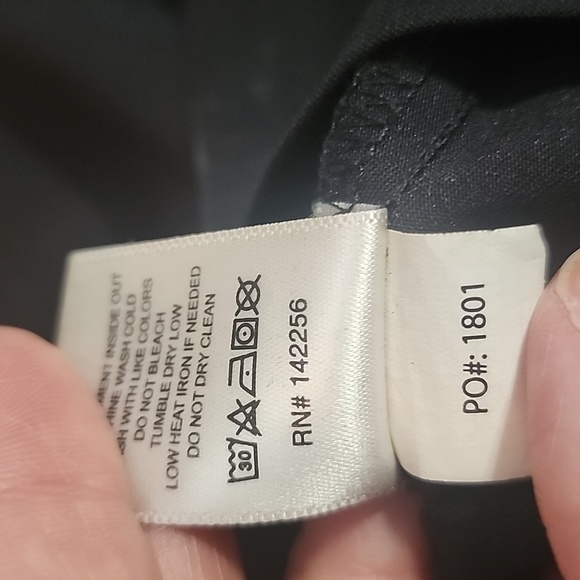 MENT INSIDE OUT
HINE WASH COLD
SH WITH LIKE COLORS
DO NOT BLEACH
TUMBLE DRY LOW
LOW HEAT IRON IF NEEDED
DO NOT DRY CLEAN
30
RN# 142256
PO#: 1801